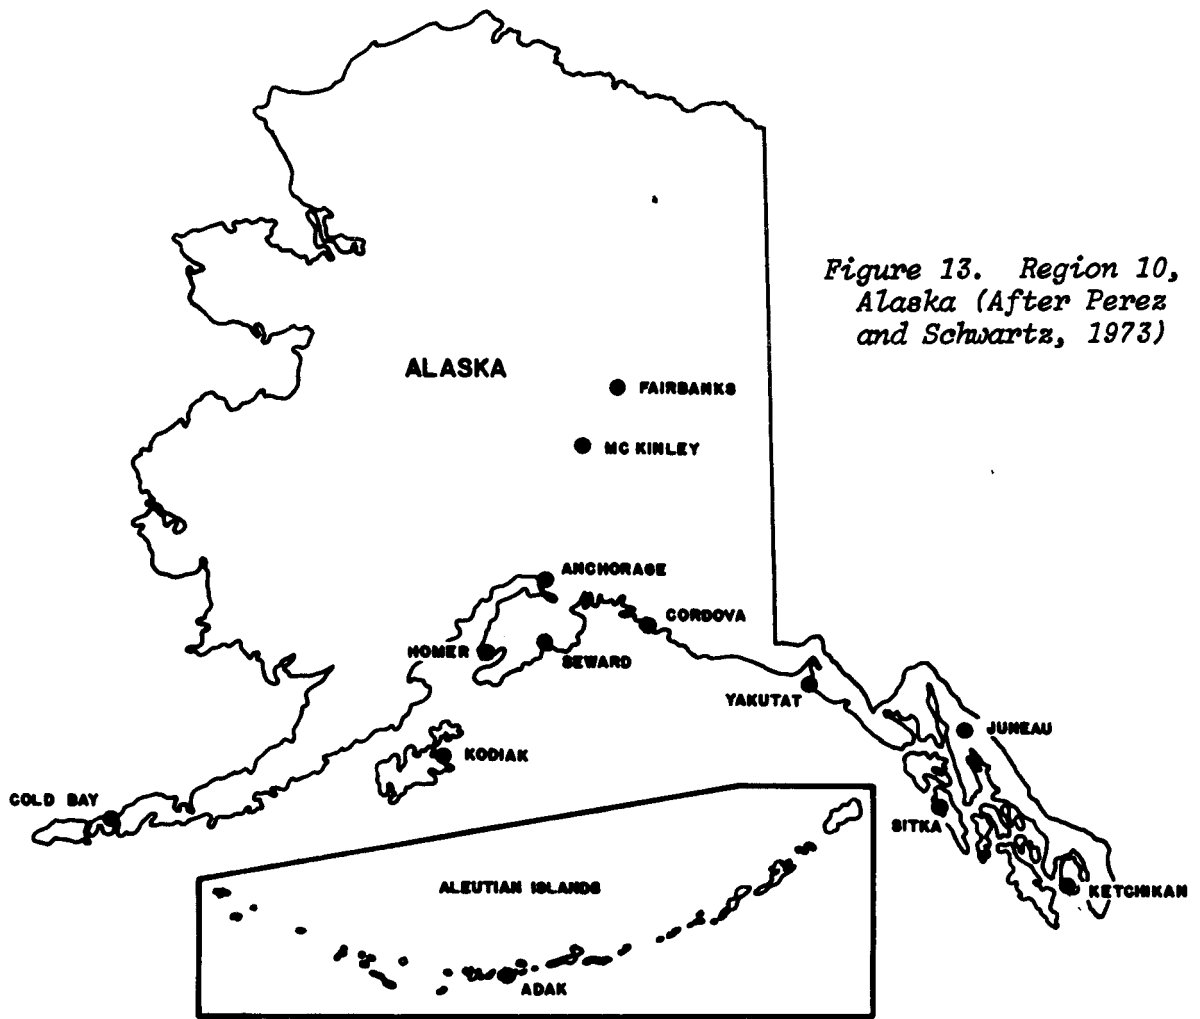 Figure 13. Region 10,
Alaska (After Perez
and Schwartz, 1973)
ALASKA
FAIRBANKS
MC KINLEY
ANCHORAGE
CORDOVA
HOMER
SEWARD
YAKUTAT
JUNEAU
KODIAK
COLD BAY
SITKA
ALEUTIAN ISLANDS
KETCHIKAN
ADAK